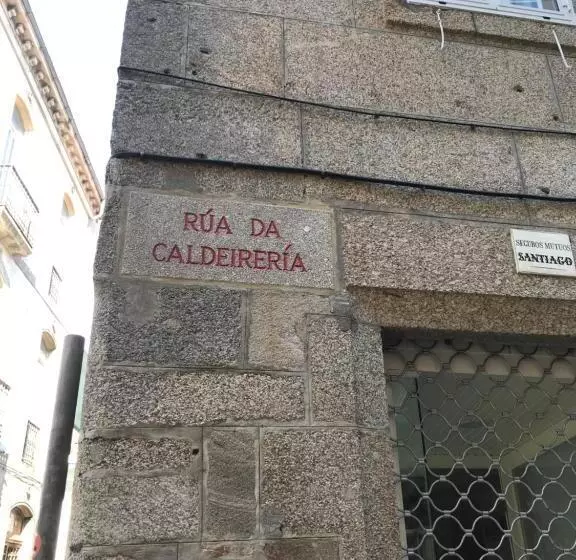 RÚA DA
CALDEIRERÍA
SEGUROS MUTUOS
SANTIAGO